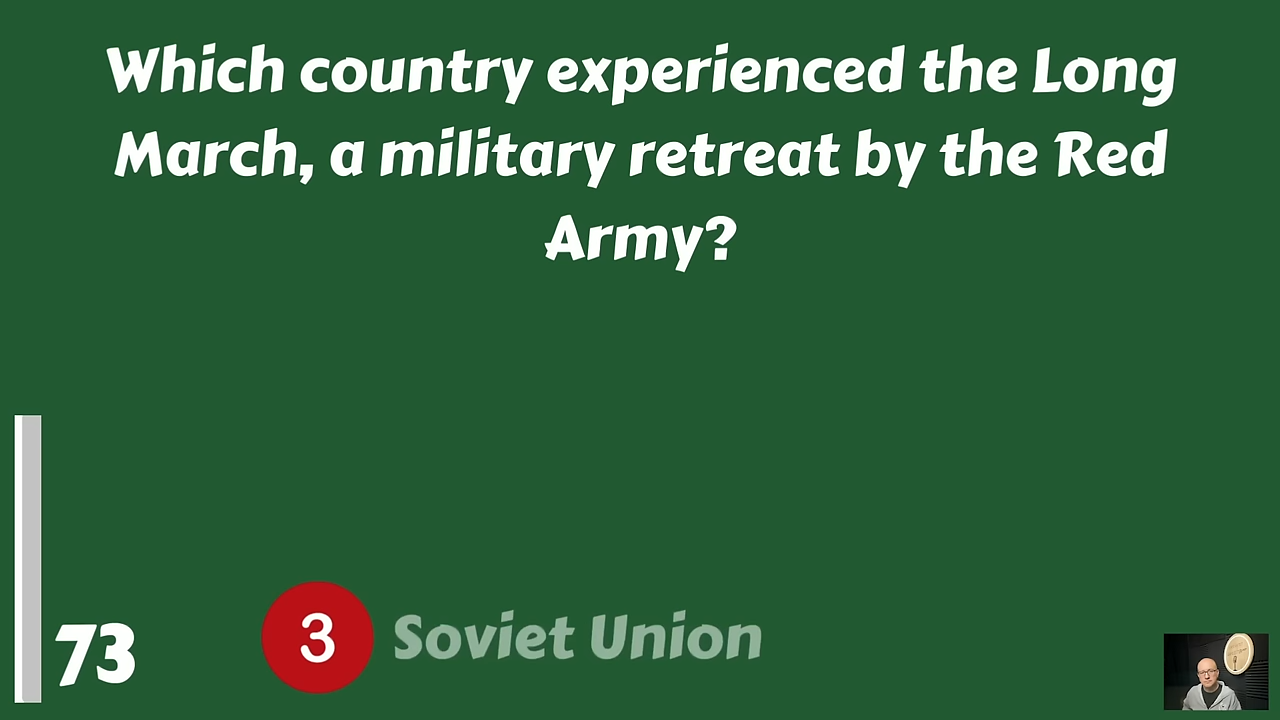 Which country experienced the Long
March, a military retreat by the Red
Army?
73
3 Soviet Union